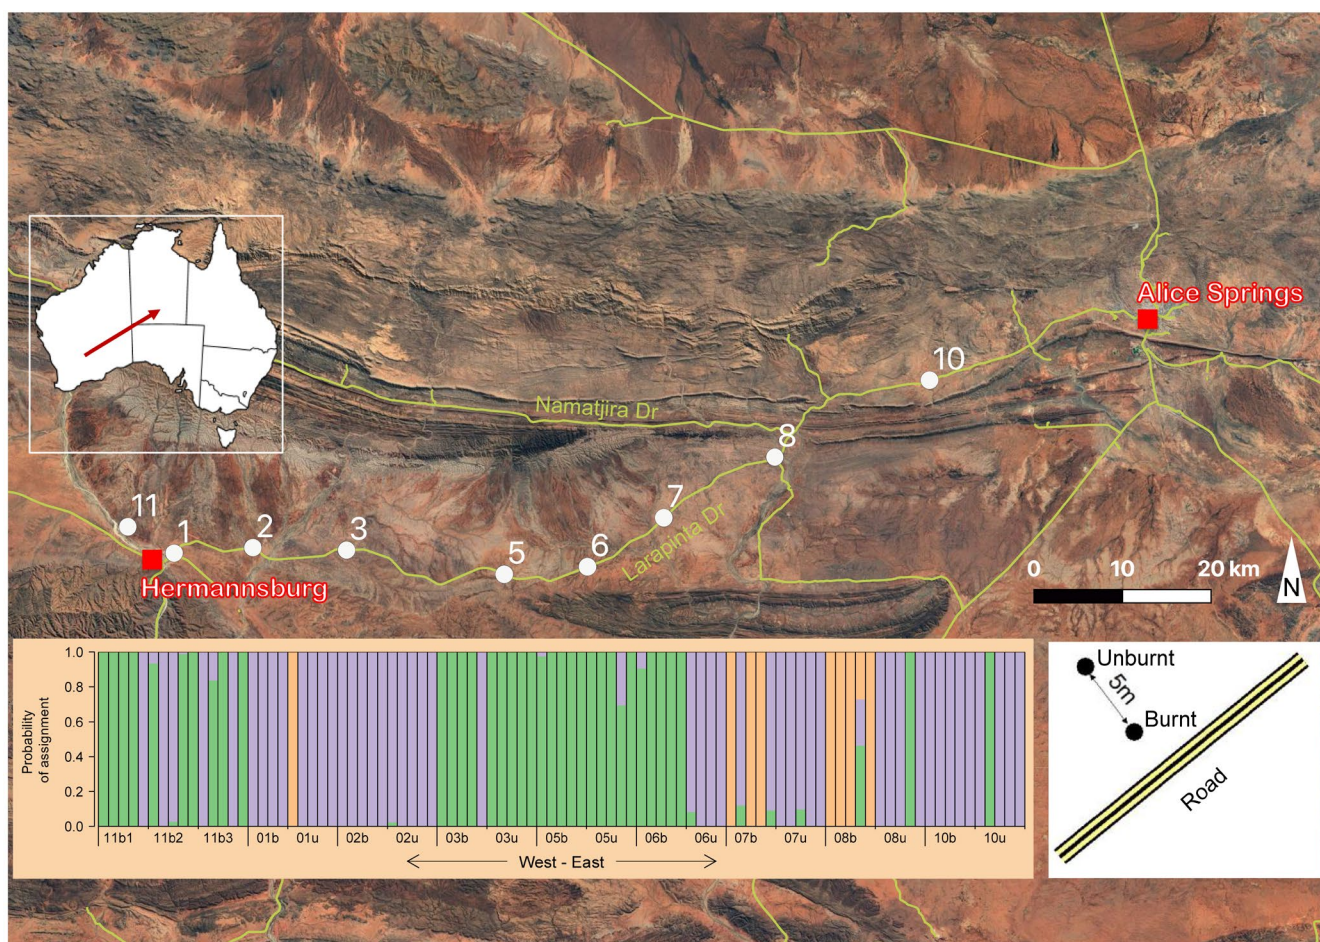 Alice Springs
10
Namatjira Dr
8
7
11
1
2
3
5
6
Larapinta Dr
Hermannsburg
0 10 20 km
N
Probability
of assignment
1.0
0.8
0.6
0.4
0.2
0.0
11b1 11b2 11b3 01b 01u 02b 02u 03b 03u 05b 05u 06b 06u 07b 07u 08b 08u 10b 10u
West - East
Unburnt
5m
Burnt
Road